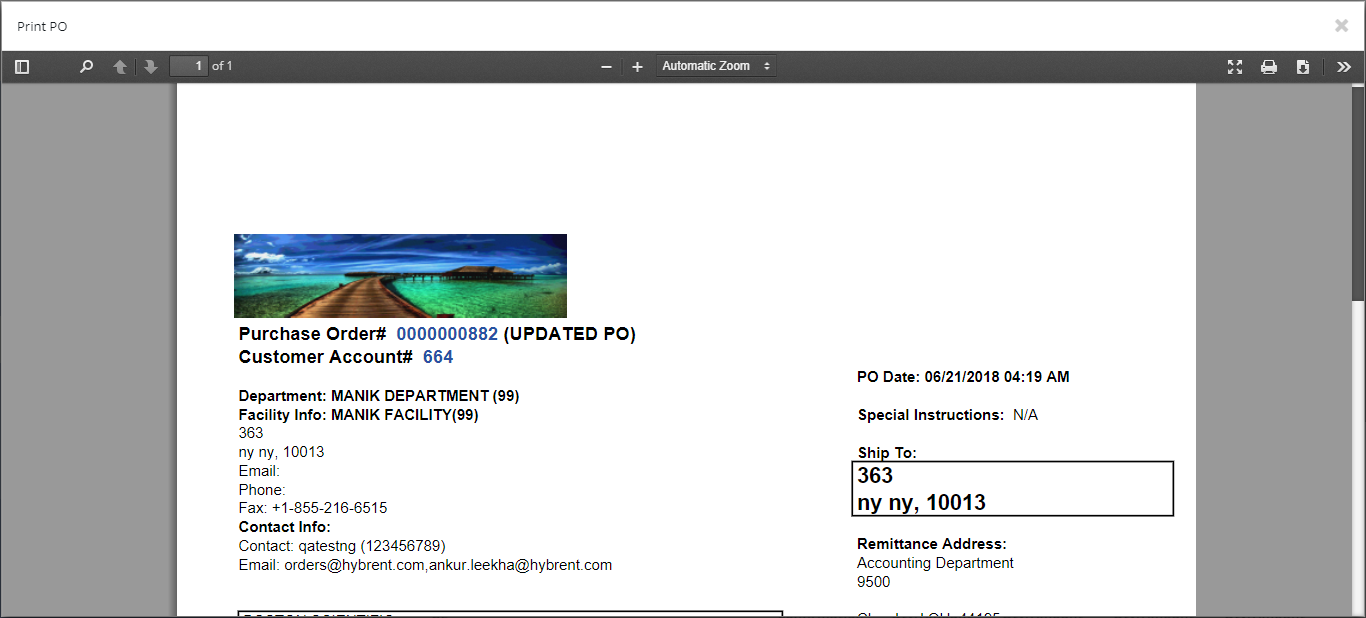 Print PO
1 of 1
Automatic Zoom
Purchase Order# 0000000882 (UPDATED PO)
Customer Account# 664
Department: MANIK DEPARTMENT (99)
Facility Info: MANIK FACILITY(99)
363
ny ny, 10013
Email:
Phone:
Fax: +1-855-216-6515
Contact Info:
Contact: qatestng (123456789)
Email: orders@hybrent.com,ankur.leekha@hybrent.com
PO Date: 06/21/2018 04:19 AM
Special Instructions: N/A
Ship To:
363
ny ny, 10013
Remittance Address:
Accounting Department
9500